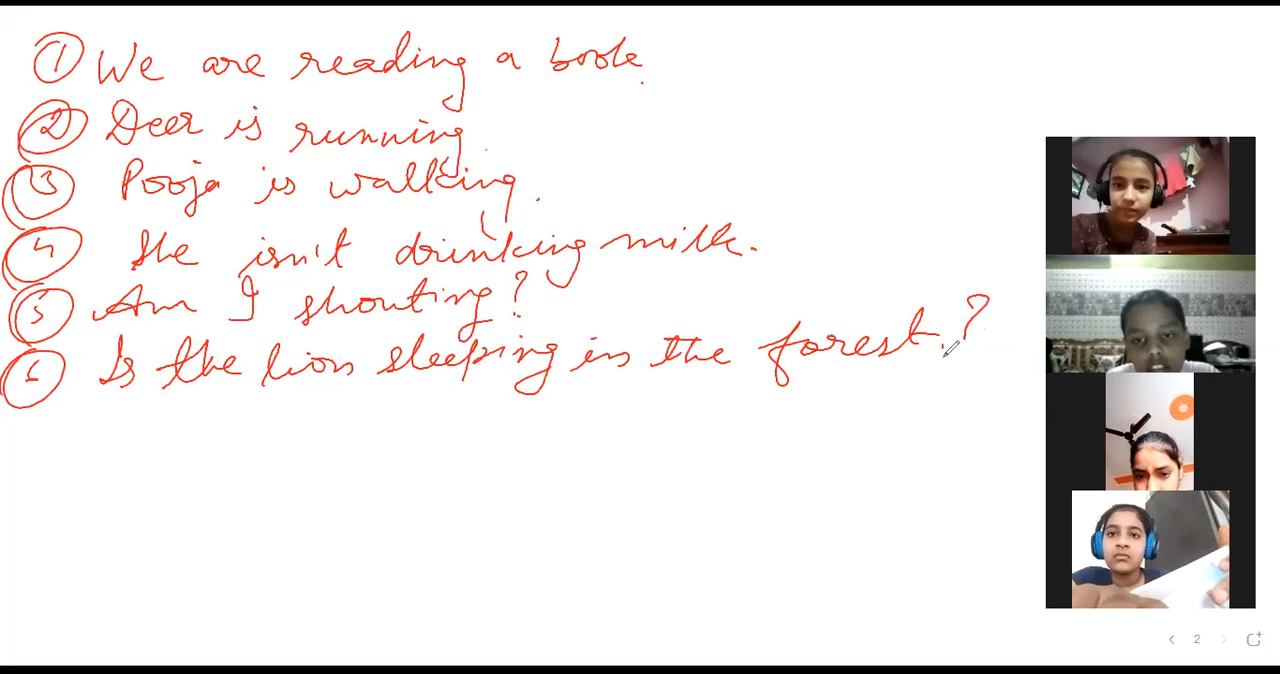 ① We are reading a book.
② Deer is running.
③ Pooja is walking.
④ She isn't drinking milk.
⑤ Am I shouting?
⑥ Is the lion sleeping in the forest.?
2